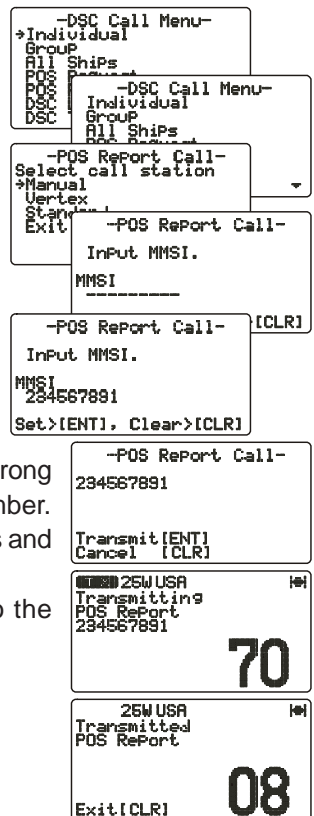 -DSC Call Menu-
Individual
GrouP
All ShiPs
POS
POS
DSC
DSC
-DSC Call Menu-
Individual
GrouP
All ShiPs
-POS RePort Call-
Select call station
Manual
Vertex
Exit
-POS RePort Call-
InPut MMSI.
MMSI
[CLR]
-POS RePort Call-
InPut MMSI.
MMSI
234567891
Set>[ENT], Clear>[CLR]
-POS RePort Call-
234567891
Transmit[ENT]
Cancel [CLR]
rong
nber.
s and
o the
25W USA
Transmitting
POS RePort
234567891
70
25W USA
Transmitted
POS RePort
08
Exit[CLR]